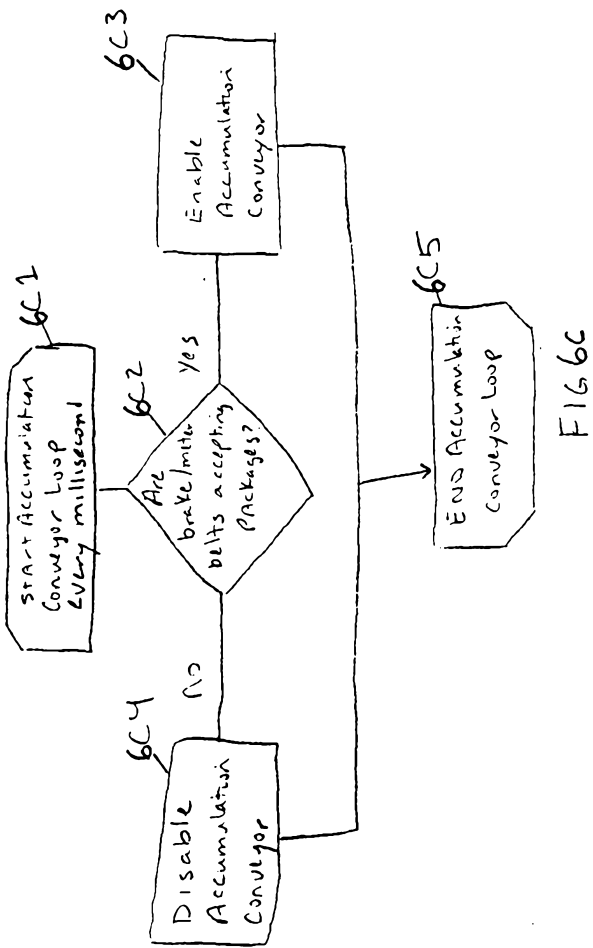 6C1
START Accumulation
Conveyor Loop
every millisecond
6C2
Are
brake/meter
belts accepting
Packages?
Yes
No
6C3
Enable
Accumulation
Conveyor
6C4
Disable
Accumulation
Conveyor
6C5
END Accumulation
Conveyor Loop
FIG 6C